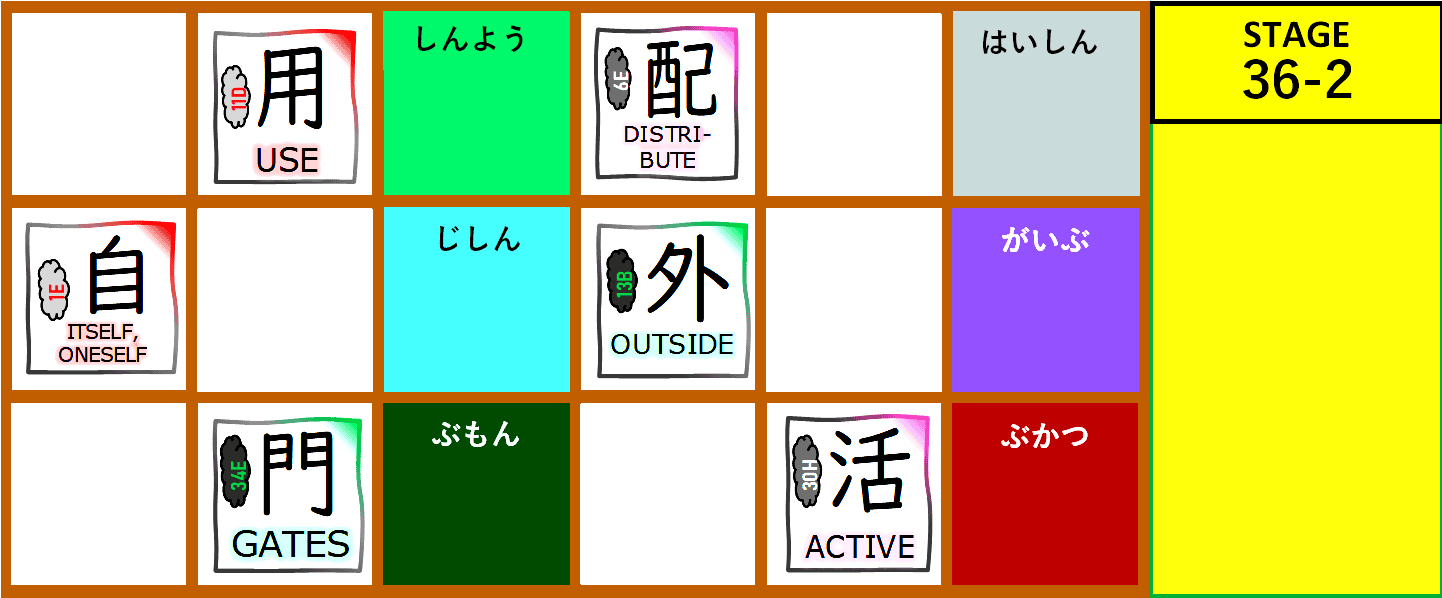 11D
用
USE
しんよう
6E
配
DISTRI-
BUTE
はいしん
STAGE
36-2
1E
自
ITSELF,
ONESELF
じしん
13B
外
OUTSIDE
がいぶ
34E
門
GATES
ぶもん
30H
活
ACTIVE
ぶかつ